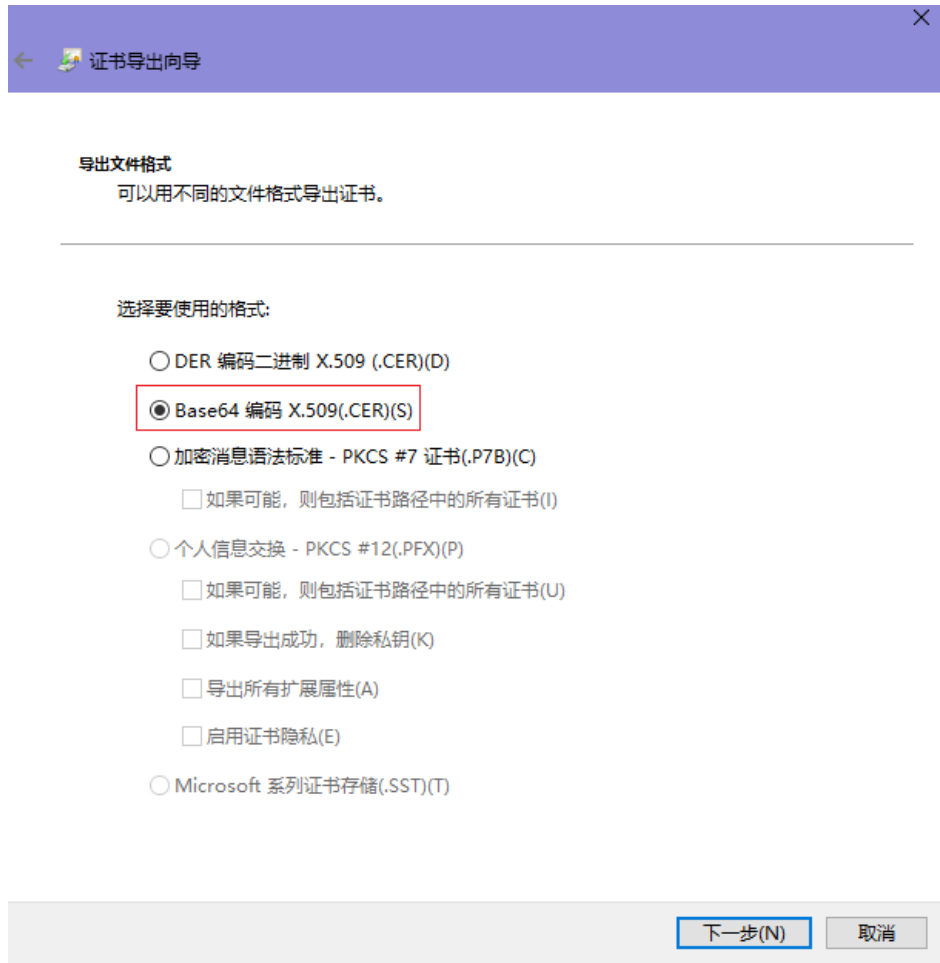 证书导出向导
导出文件格式
可以用不同的文件格式导出证书。
选择要使用的格式:
DER 编码二进制 X.509 (.CER)(D)
Base64 编码 X.509(.CER)(S)
加密消息语法标准 - PKCS #7 证书(.P7B)(C)
如果可能，则包括证书路径中的所有证书(I)
个人信息交换 - PKCS #12(.PFX)(P)
如果可能，则包括证书路径中的所有证书(U)
如果导出成功，删除私钥(K)
导出所有扩展属性(A)
启用证书隐私(E)
Microsoft 系列证书存储(.SST)(T)
下一步(N)
取消